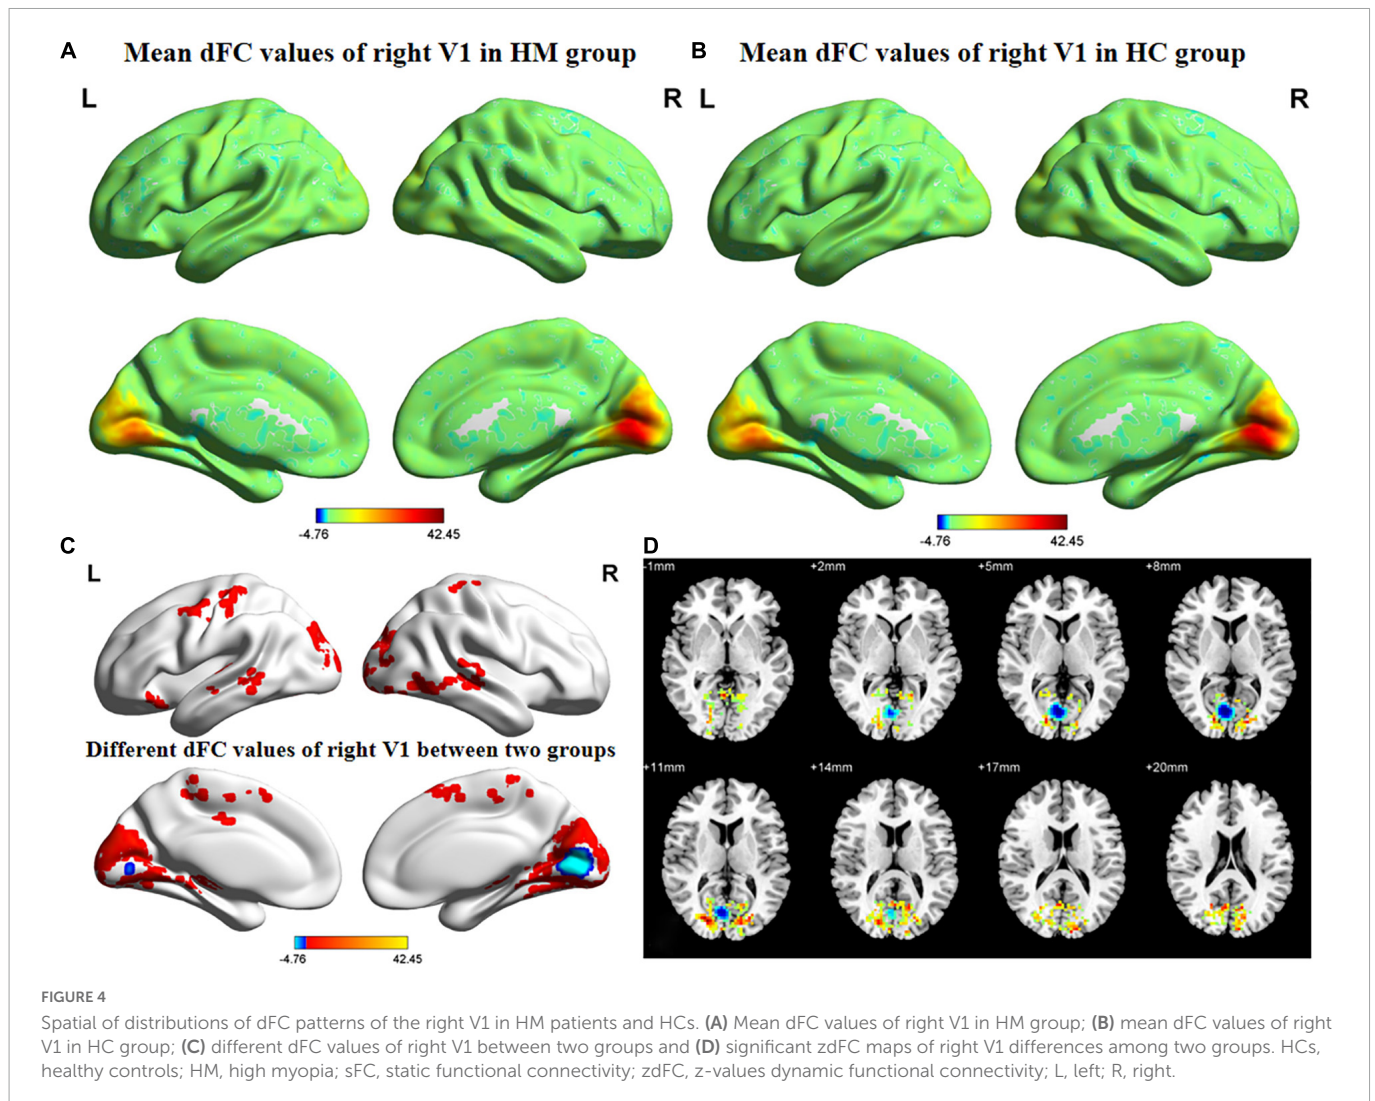 A Mean dFC values of right V1 in HM group
B Mean dFC values of right V1 in HC group
L R L R
-4.76 42.45
-4.76 42.45
C
L R
Different dFC values of right V1 between two groups
-4.76 42.45
D
-1mm +2mm +5mm +8mm
+11mm +14mm +17mm +20mm
FIGURE 4
Spatial of distributions of dFC patterns of the right V1 in HM patients and HCs. (A) Mean dFC values of right V1 in HM group; (B) mean dFC values of right
V1 in HC group; (C) different dFC values of right V1 between two groups and (D) significant zdFC maps of right V1 differences among two groups. HCs,
healthy controls; HM, high myopia; sFC, static functional connectivity; zdFC, z-values dynamic functional connectivity; L, left; R, right.